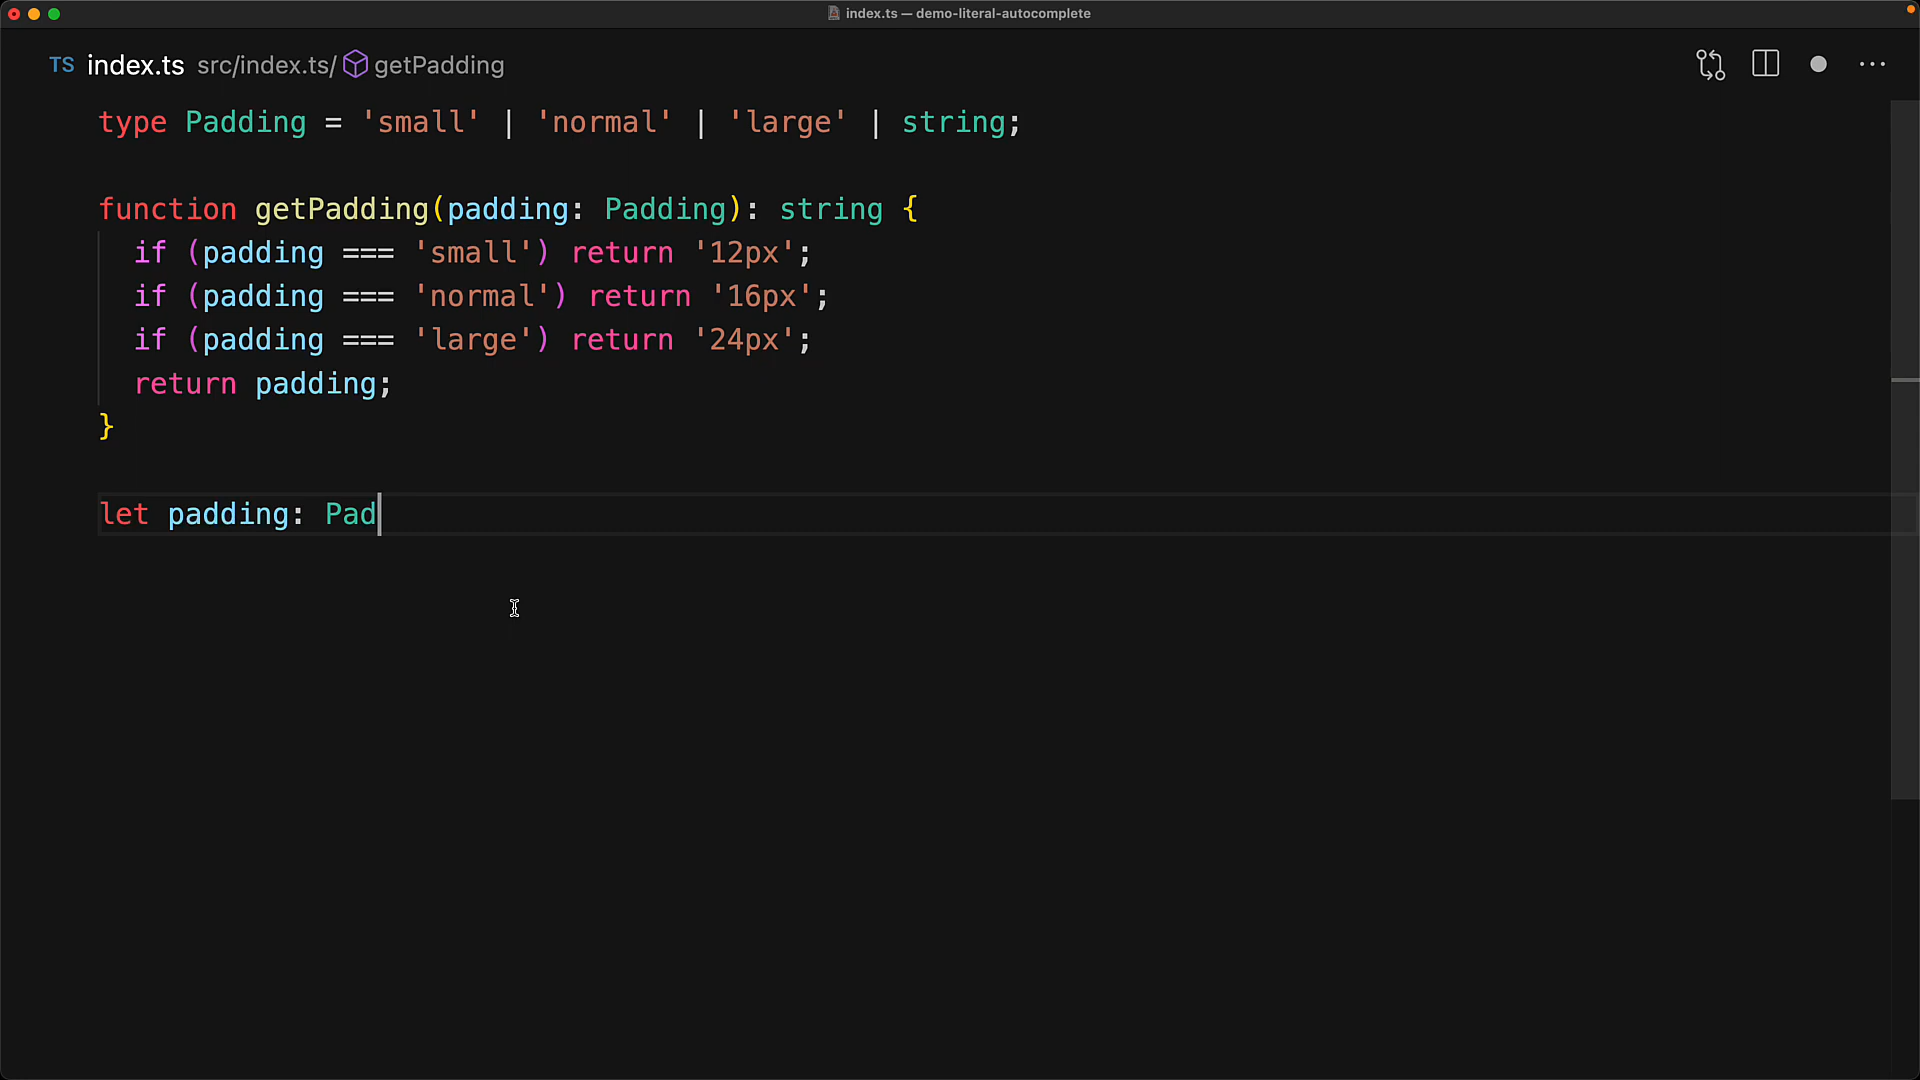 index.ts — demo-literal-autocomplete
TS index.ts src/index.ts/ getPadding
type Padding = 'small' | 'normal' | 'large' | string;
function getPadding(padding: Padding): string {
if (padding === 'small') return '12px';
if (padding === 'normal') return '16px';
if (padding === 'large') return '24px';
return padding;
}
let padding: Pad